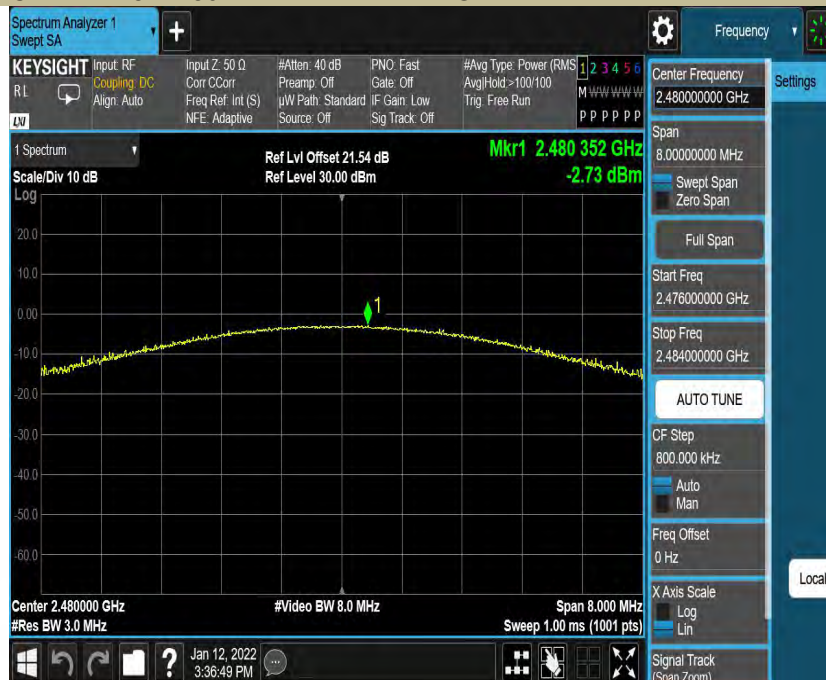 Spectrum Analyzer 1
Swept SA
+
Frequency
KEYSIGHT
RL
LXI
Input: RF
Coupling: DC
Align: Auto
Input Z: 50 Ω
Corr CCorr
Freq Ref: Int (S)
NFE: Adaptive
#Atten: 40 dB
Preamp: Off
µW Path: Standard
Source: Off
PNO: Fast
Gate: Off
IF Gain: Low
Sig Track: Off
#Avg Type: Power (RMS
Avg|Hold:>100/100
Trig: Free Run
1 2 3 4 5 6
M W W W W W
P P P P P P
Center Frequency
2.480000000 GHz
Settings
Span
8.00000000 MHz
Swept Span
Zero Span
Full Span
Start Freq
2.476000000 GHz
Stop Freq
2.484000000 GHz
AUTO TUNE
CF Step
800.000 kHz
Auto
Man
Freq Offset
0 Hz
X Axis Scale
Log
Lin
Local
Signal Track
(Span Zoom)
1 Spectrum
Scale/Div 10 dB
Log
Ref Lvl Offset 21.54 dB
Ref Level 30.00 dBm
Mkr1 2.480 352 GHz
-2.73 dBm
20.0
10.0
0.00
-10.0
-20.0
-30.0
-40.0
-50.0
-60.0
1
Center 2.480000 GHz
#Res BW 3.0 MHz
#Video BW 8.0 MHz
Span 8.000 MHz
Sweep 1.00 ms (1001 pts)
?
Jan 12, 2022
3:36:49 PM